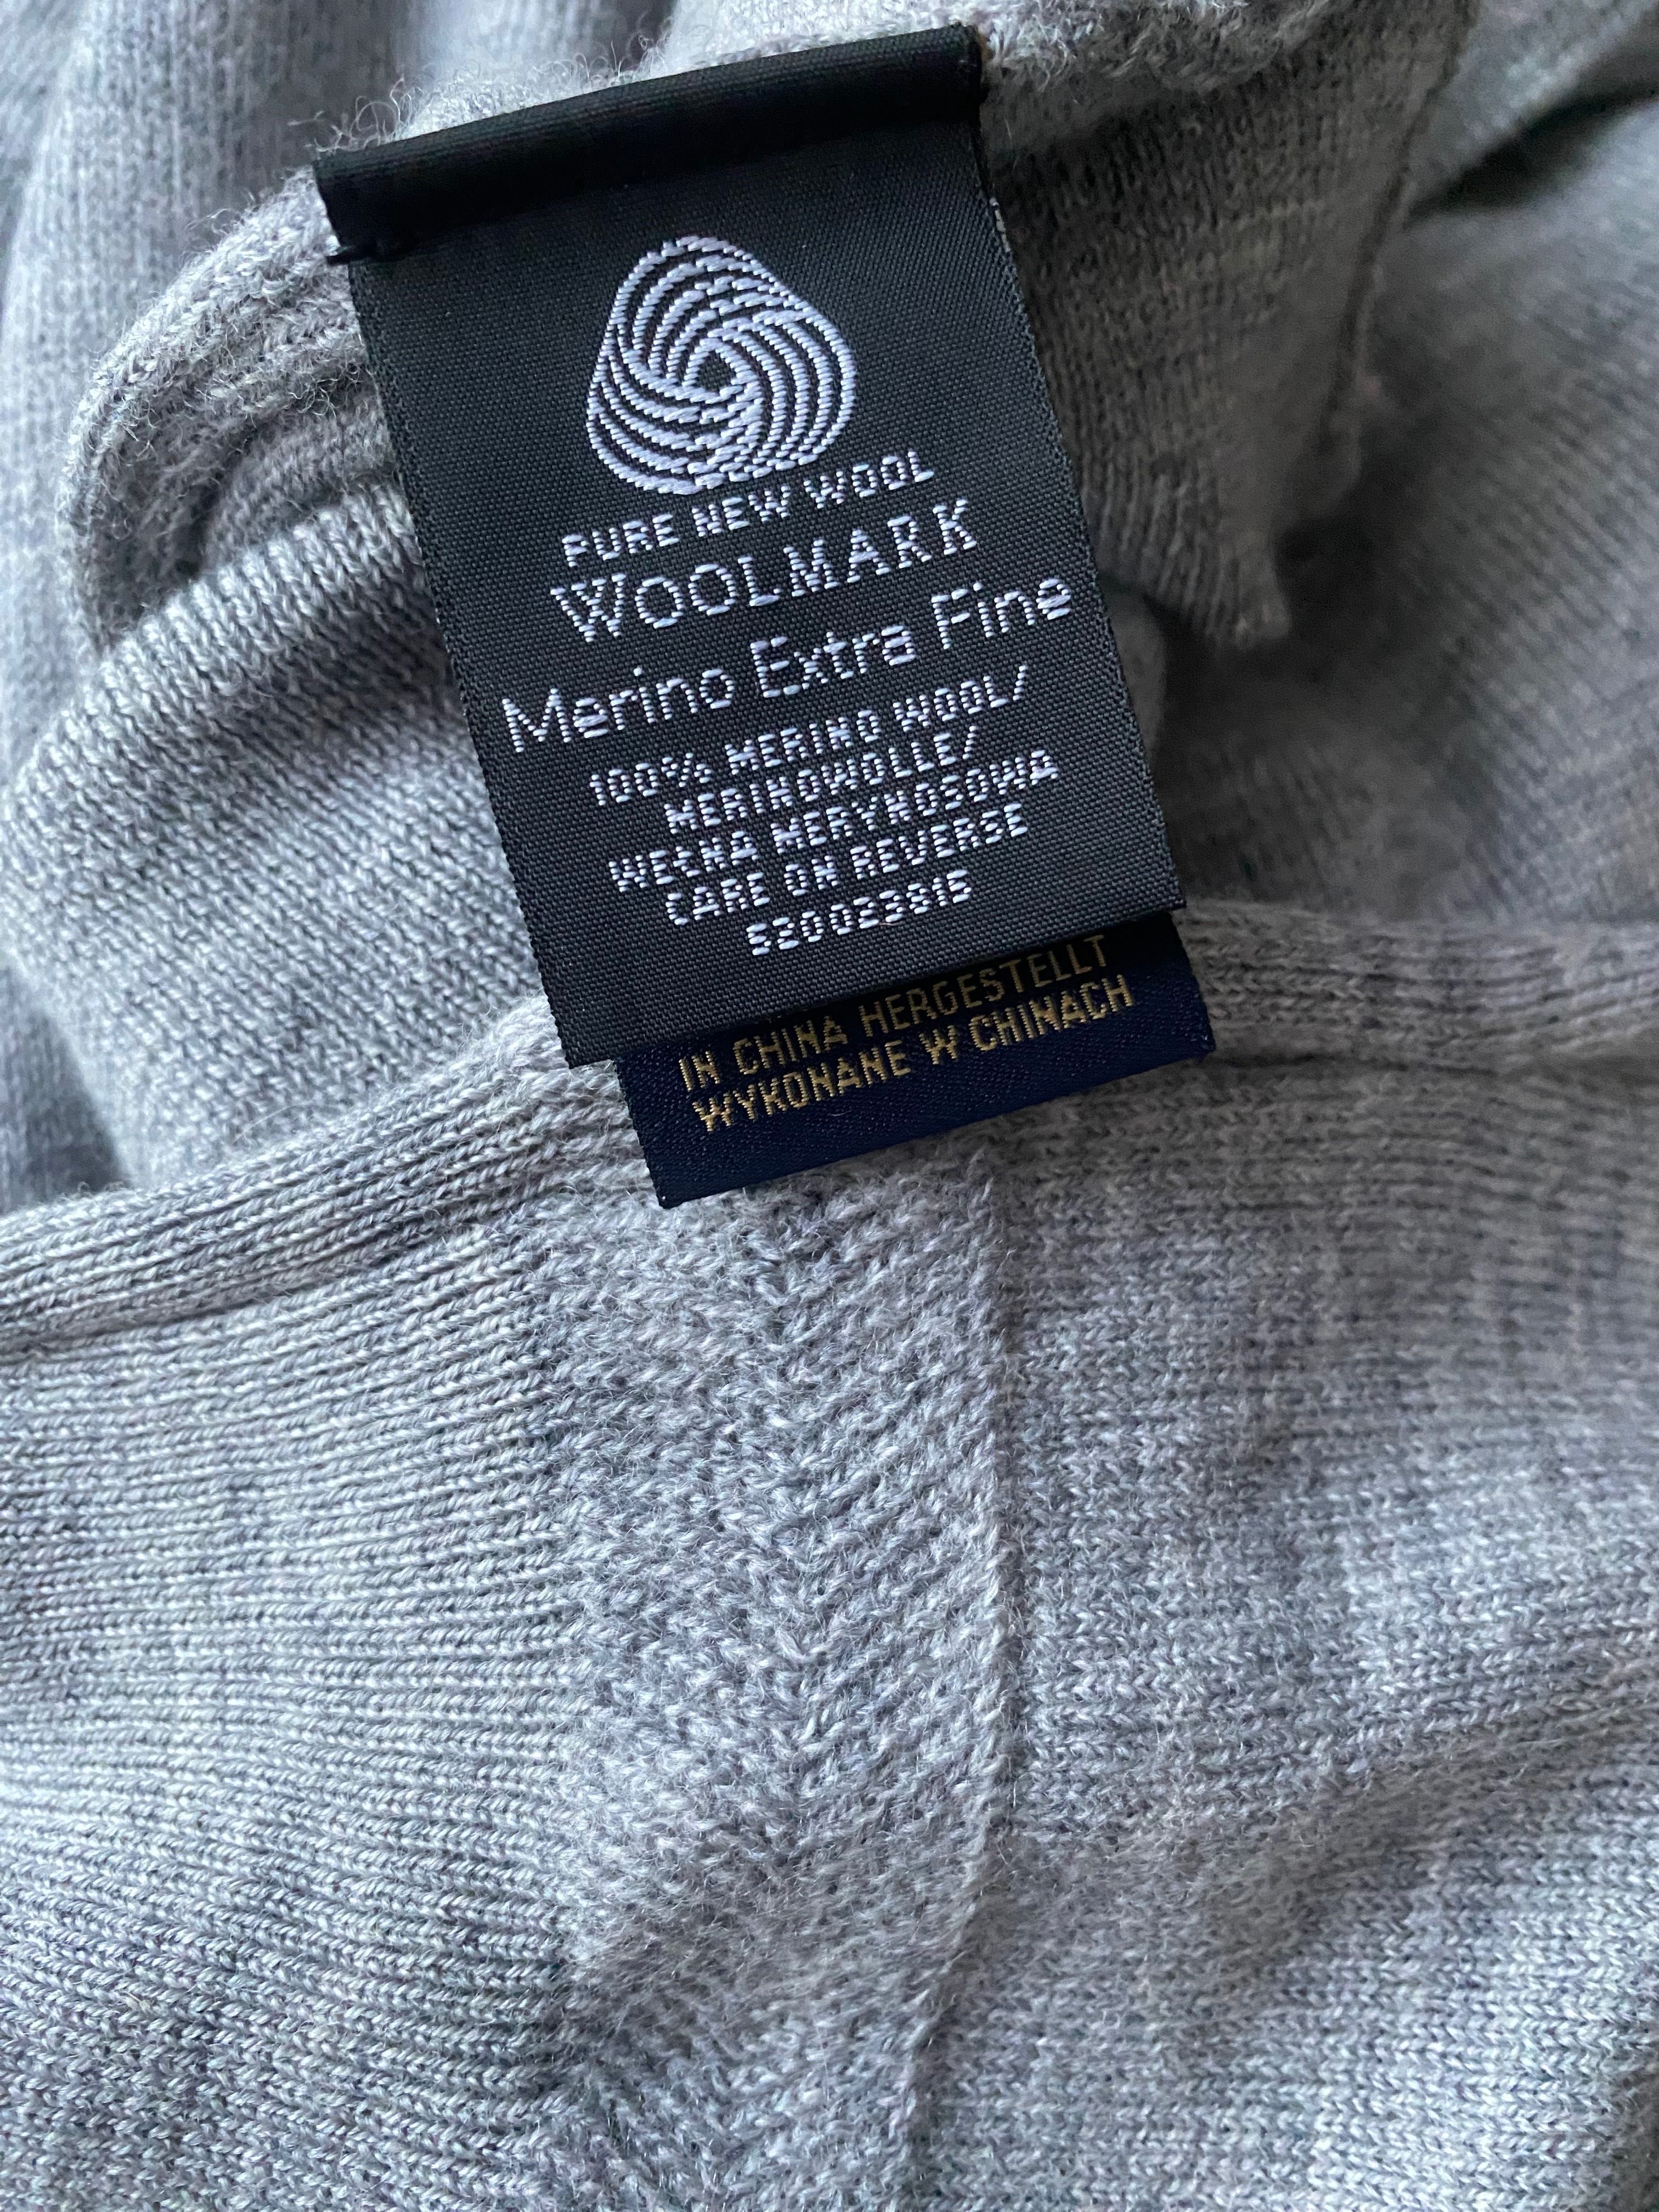 PURE NEW WOOL
WOOLMARK
Merino Extra Fine
100% MERINO WOOL/
MERINOWOLLE/
WEŁNA MERYNOSOWA
CARE ON REVERSE
520023815
IN CHINA HERGESTELLT
WYKONANE W CHINACH